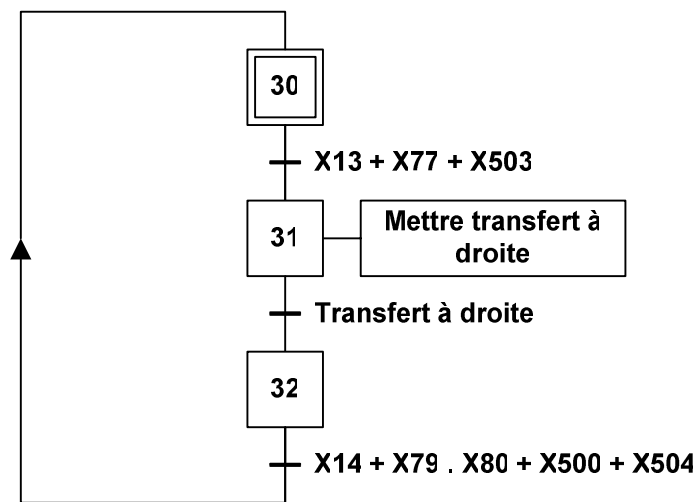 30
X13 + X77 + X503
31
Mettre transfert à
droite
Transfert à droite
32
X14 + X79 . X80 + X500 + X504